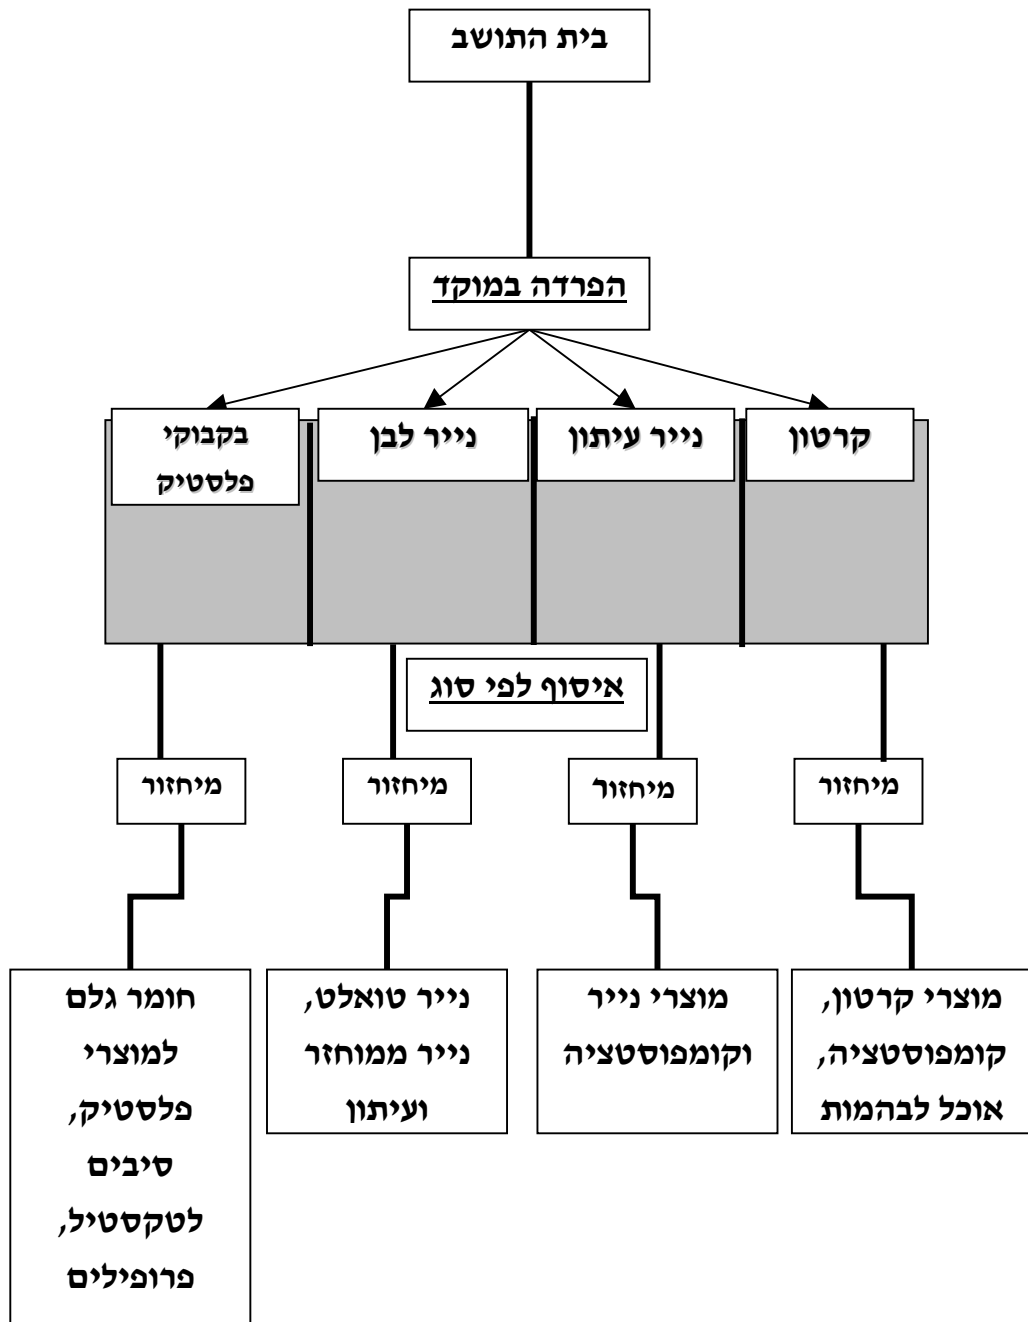 בית התושב
הפרדה במוקד
קרטון
נייר עיתון
נייר לבן
בקבוקי
פלסטיק
איסוף לפי סוג
מיחזור
מיחזור
מיחזור
מיחזור
מוצרי קרטון,
קומפוסטציה,
אוכל לבהמות
מוצרי נייר
וקומפוסטציה
נייר טואלט,
נייר ממוחזר
ועיתון
חומר גלם
למוצרי
פלסטיק,
סיבים
לטקסטיל,
פרופילים